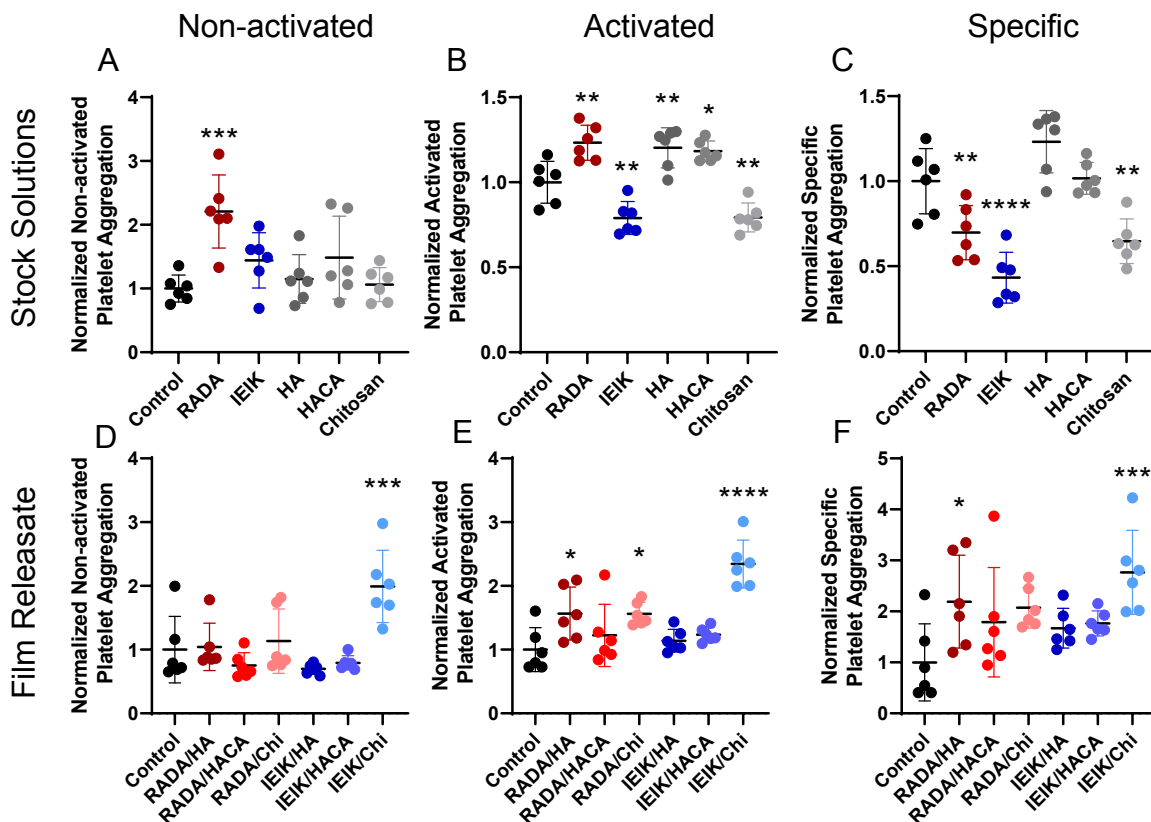 Non-activated
Activated
Specific
Stock Solutions
Film Releasate
A
Normalized Non-activated
Platelet Aggregation
4
3
2
1
0
***
Control
RADA
IEIK
HA
HACA
Chitosan
B
Normalized Activated
Platelet Aggregation
1.5
1.0
0.5
0.0
**
**
**
*
**
Control
RADA
IEIK
HA
HACA
Chitosan
C
Normalized Specific
Platelet Aggregation
1.5
1.0
0.5
0.0
**
****
**
Control
RADA
IEIK
HA
HACA
Chitosan
D
Normalized Non-activated
Platelet Aggregation
4
3
2
1
0
***
Control
RADA/HA
RADA/HACA
RADA/Chi
IEIK/HA
IEIK/HACA
IEIK/Chi
E
Normalized Activated
Platelet Aggregation
4
3
2
1
0
*
*
****
Control
RADA/HA
RADA/HACA
RADA/Chi
IEIK/HA
IEIK/HACA
IEIK/Chi
F
Normalized Specific
Platelet Aggregation
5
4
3
2
1
0
*
***
Control
RADA/HA
RADA/HACA
RADA/Chi
IEIK/HA
IEIK/HACA
IEIK/Chi